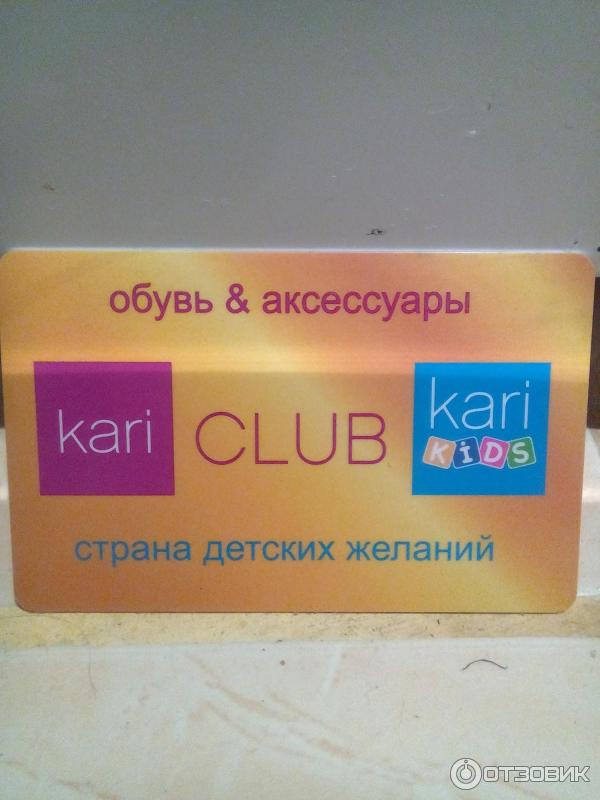 обувь & аксессуары
kari CLUB kari
KiDS
страна детских желаний
ОТЗОВИК